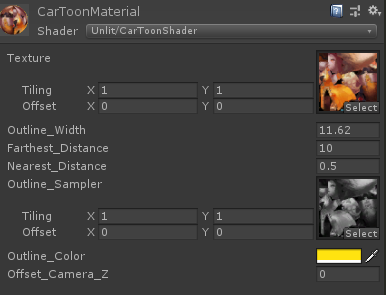 CarToonMaterial
Shader Unlit/CarToonShader
Texture
Tiling X 1 Y 1
Offset X 0 Y 0
Select
Outline_Width 11.62
Farthest_Distance 10
Nearest_Distance 0.5
Outline_Sampler
Tiling X 1 Y 1
Offset X 0 Y 0
Select
Outline_Color
Offset_Camera_Z 0